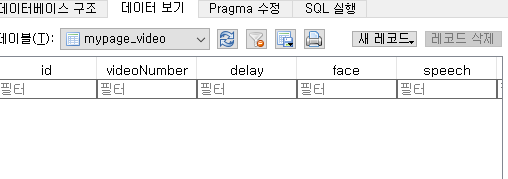 데이터베이스 구조 데이터 보기 Pragma 수정 SQL 실행
테이블(T): mypage_video 새 레코드 레코드 삭제
id videoNumber delay face speech
필터 필터 필터 필터 필터